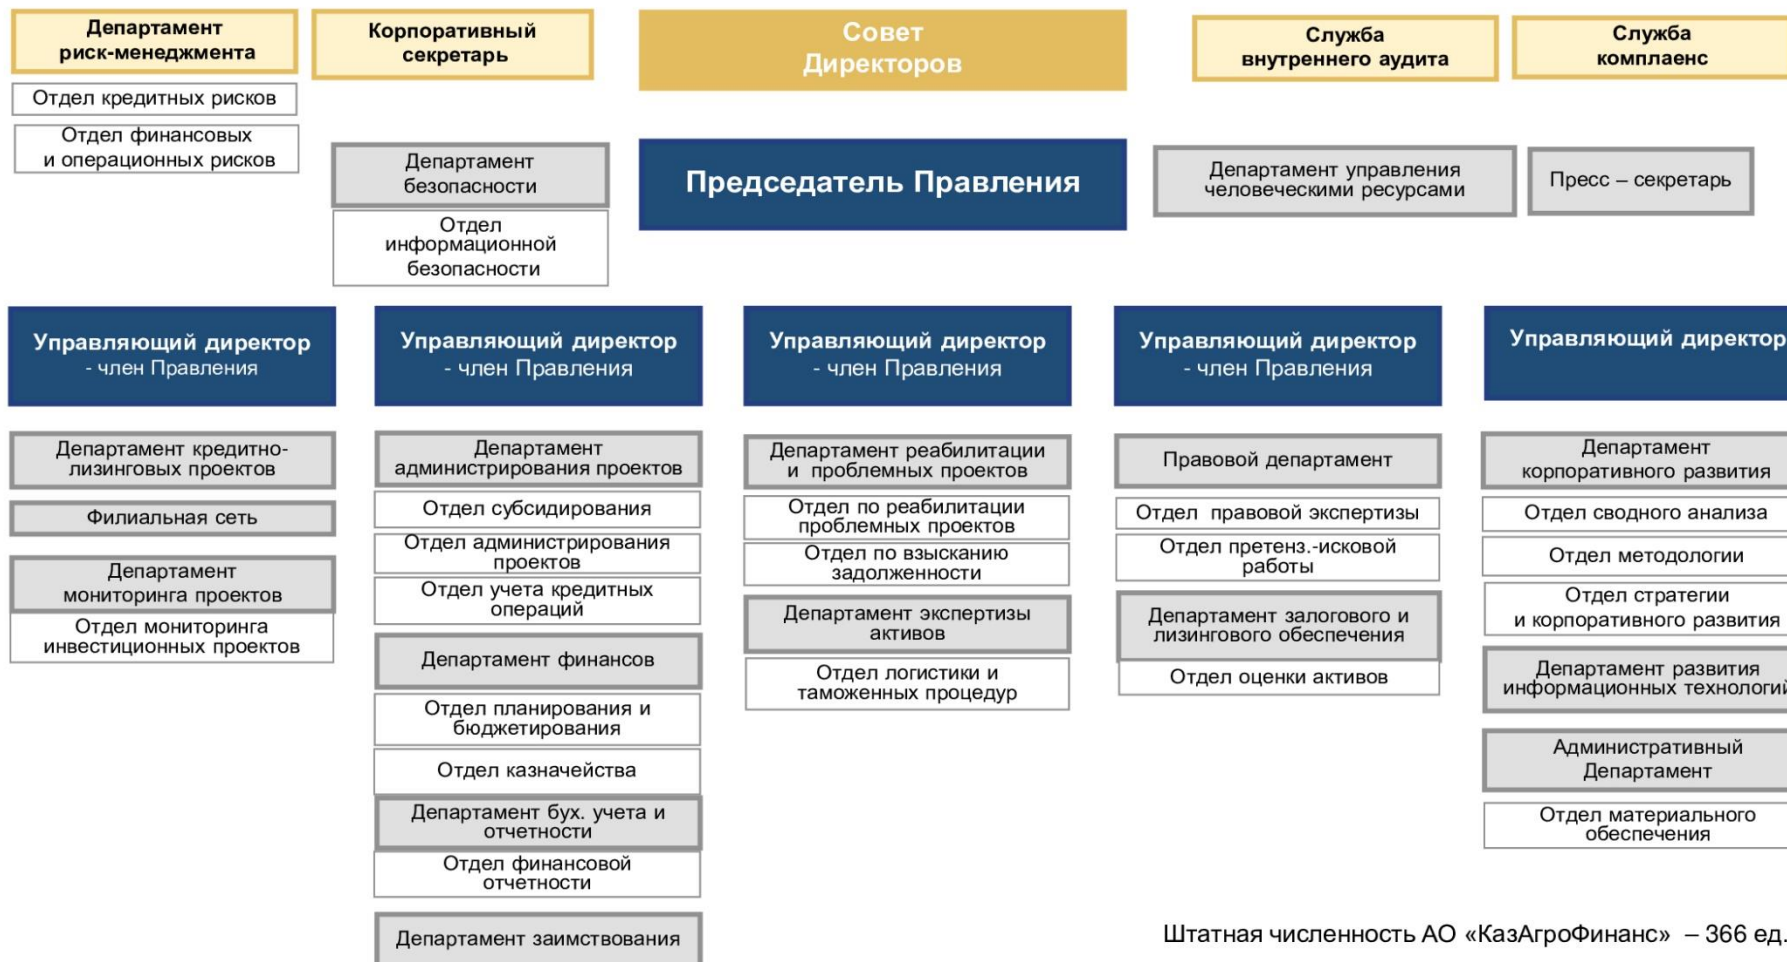 Департамент
риск-менеджмента
Корпоративный
секретарь
Совет
Директоров
Служба
внутреннего аудита
Служба
комплаенс
Отдел кредитных рисков
Отдел финансовых
и операционных рисков
Департамент
безопасности
Отдел
информационной
безопасности
Председатель Правления
Департамент управления
человеческими ресурсами
Пресс – секретарь
Управляющий директор
- член Правления
Департамент кредитно-
лизинговых проектов
Филиальная сеть
Департамент
мониторинга проектов
Отдел мониторинга
инвестиционных проектов
Управляющий директор
- член Правления
Департамент
администрирования проектов
Отдел субсидирования
Отдел администрирования
проектов
Отдел учета кредитных
операций
Департамент финансов
Отдел планирования и
бюджетирования
Отдел казначейства
Департамент бух. учета и
отчетности
Отдел финансовой
отчетности
Департамент заимствования
Управляющий директор
- член Правления
Департамент реабилитации
и проблемных проектов
Отдел по реабилитации
проблемных проектов
Отдел по взысканию
задолженности
Департамент экспертизы
активов
Отдел логистики и
таможенных процедур
Управляющий директор
- член Правления
Правовой департамент
Отдел правовой экспертизы
Отдел претенз.-исковой
работы
Департамент залогового и
лизингового обеспечения
Отдел оценки активов
Управляющий директор
Департамент
корпоративного развития
Отдел сводного анализа
Отдел методологии
Отдел стратегии
и корпоративного развития
Департамент развития
информационных технологий
Административный
Департамент
Отдел материального
обеспечения
Штатная численность АО «КазАгроФинанс» – 366 ед.